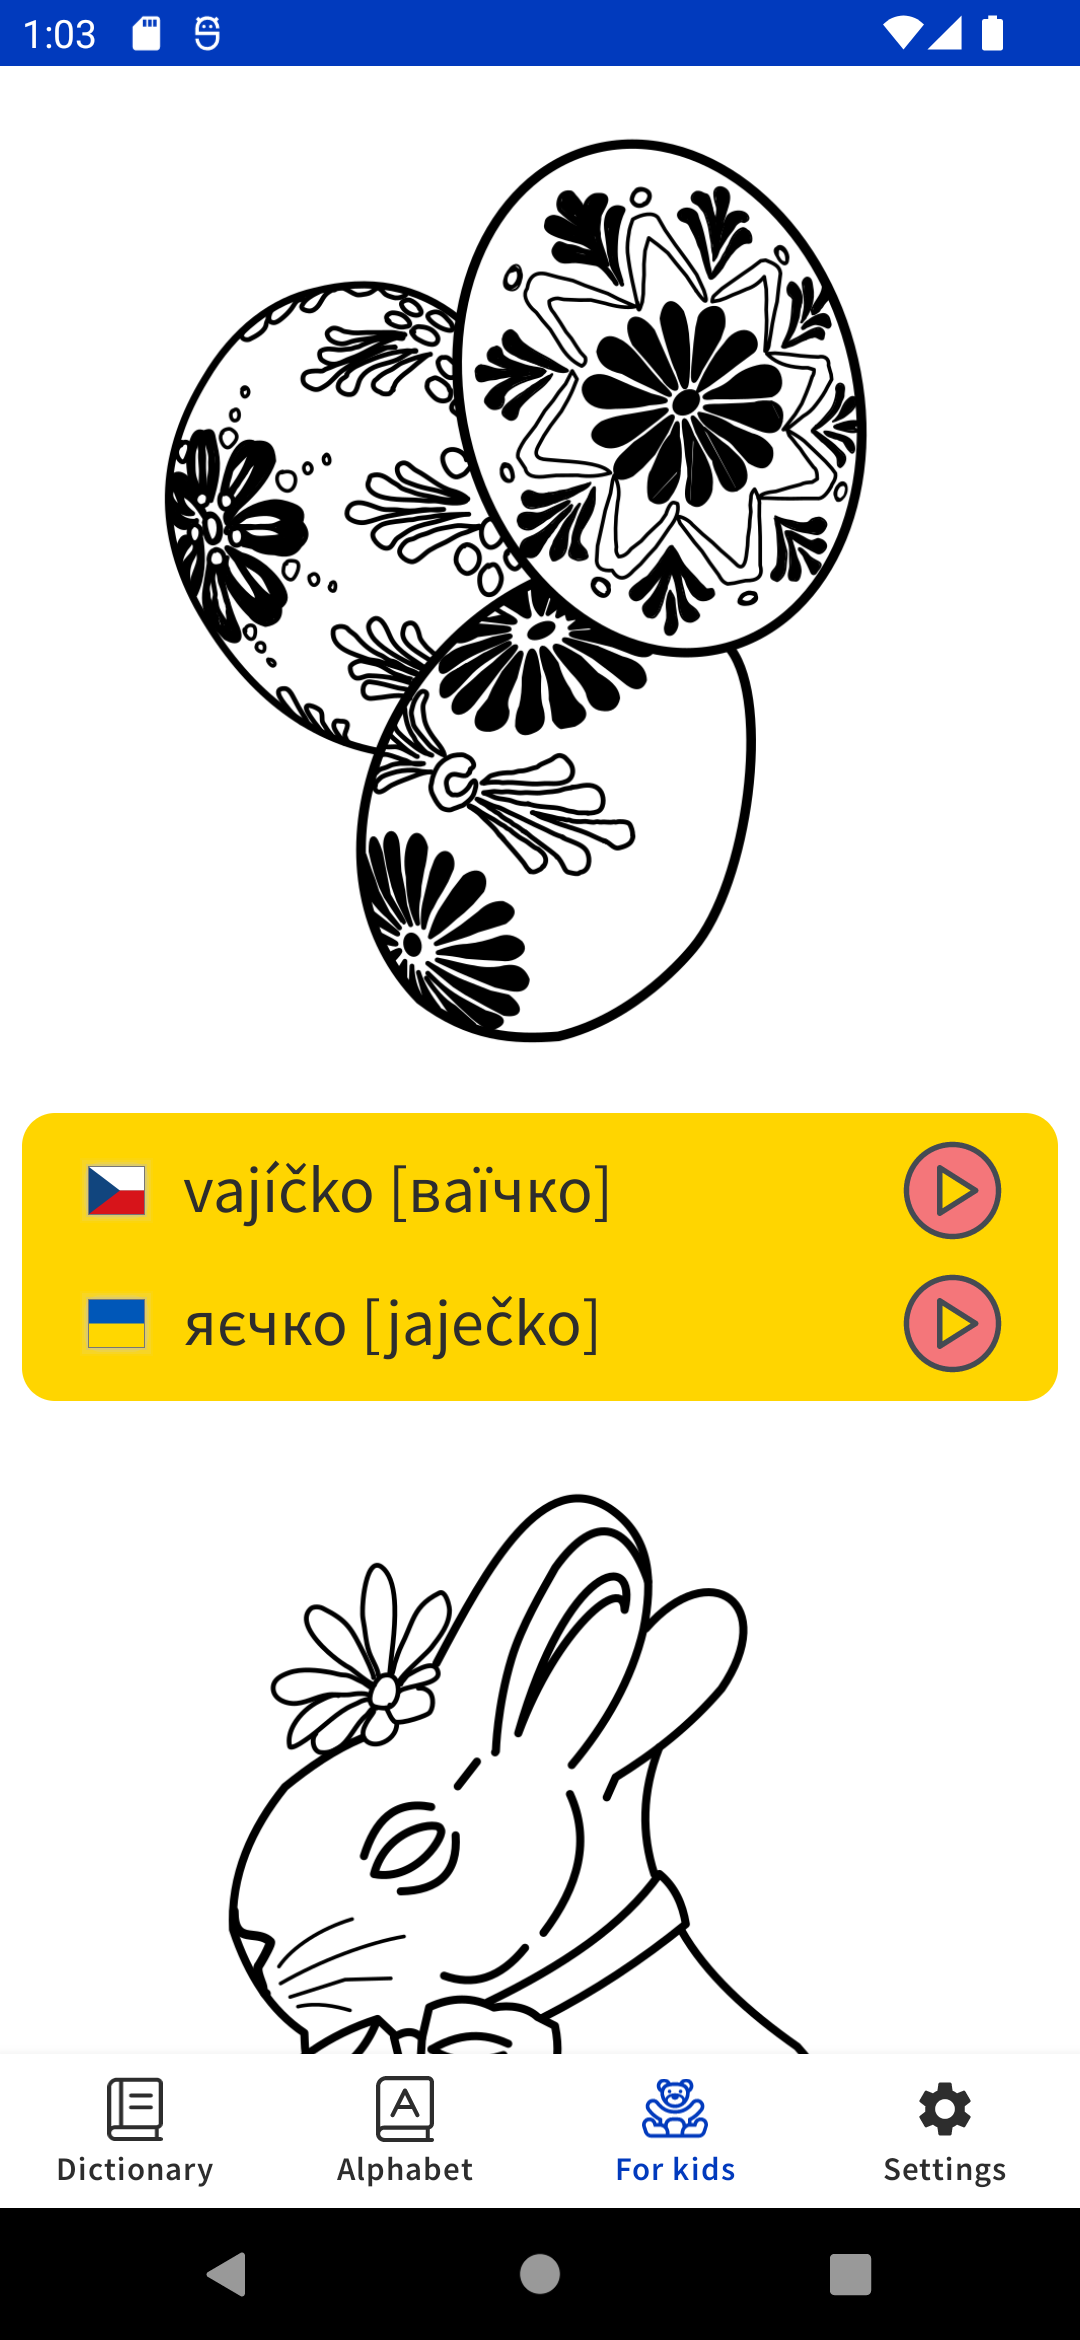 1:03
vajíčko [ваїчко]
яєчко [jaječko]
Dictionary
Alphabet
For kids
Settings